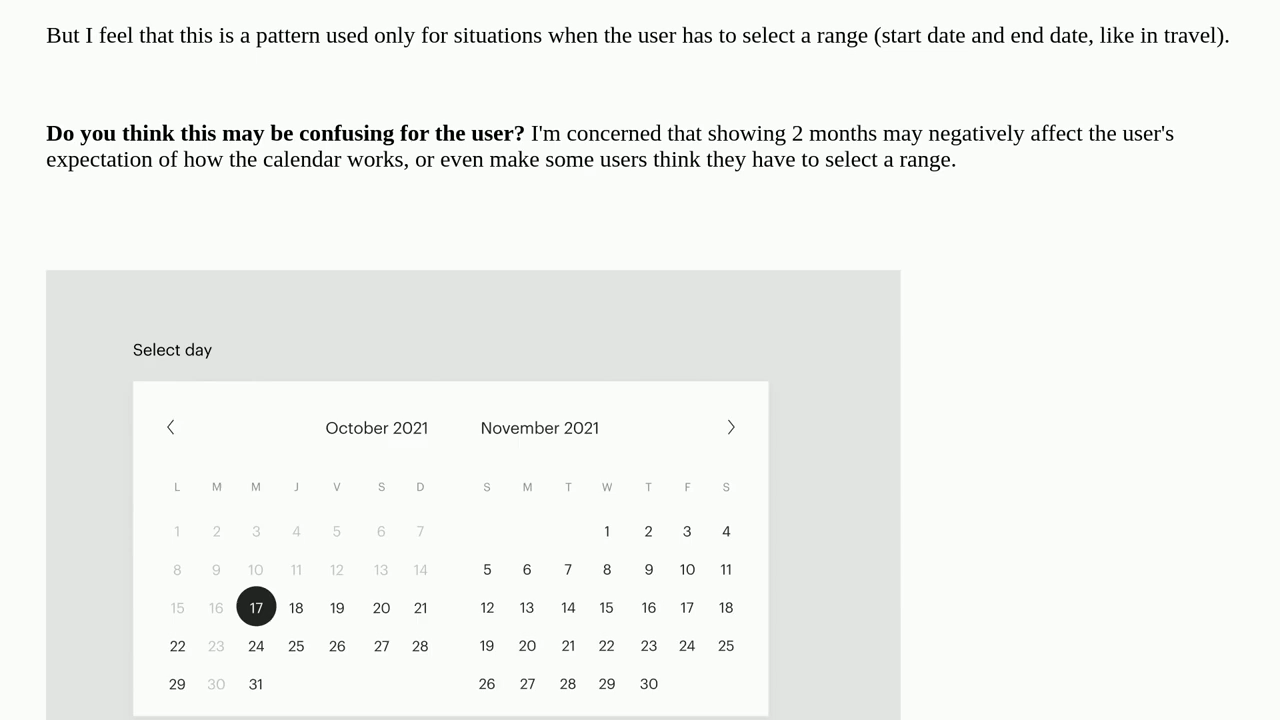 But I feel that this is a pattern used only for situations when the user has to select a range (start date and end date, like in travel).
Do you think this may be confusing for the user? I'm concerned that showing 2 months may negatively affect the user's
expectation of how the calendar works, or even make some users think they have to select a range.
Select day
October 2021 November 2021
L M M J V S D S M T W T F S
1 2 3 4 5 6 7 1 2 3 4
8 9 10 11 12 13 14 5 6 7 8 9 10 11
15 16 17 18 19 20 21 12 13 14 15 16 17 18
22 23 24 25 26 27 28 19 20 21 22 23 24 25
29 30 31 26 27 28 29 30